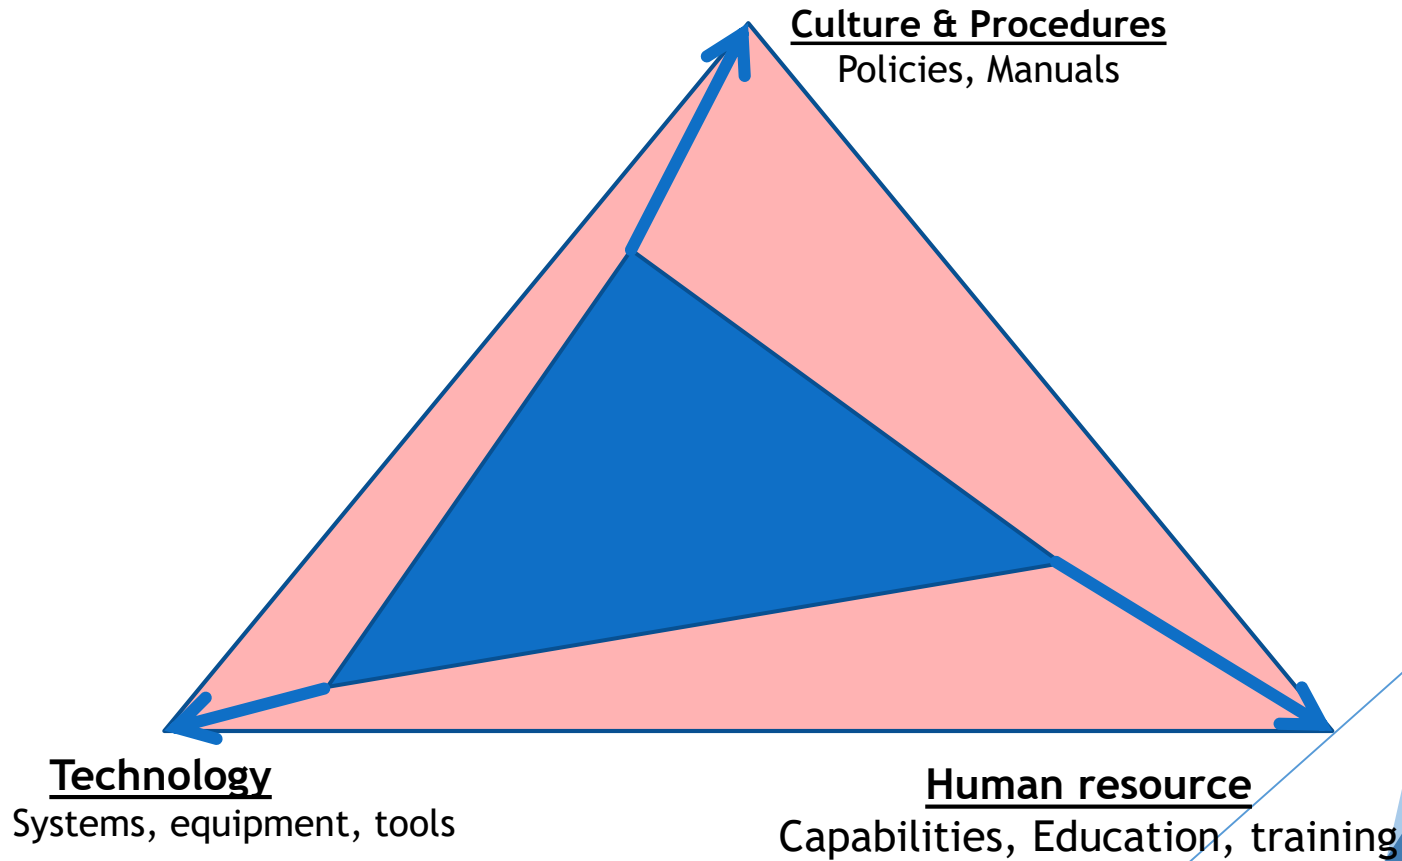 Culture & Procedures
Policies, Manuals
Technology
Systems, equipment, tools
Human resource
Capabilities, Education, training